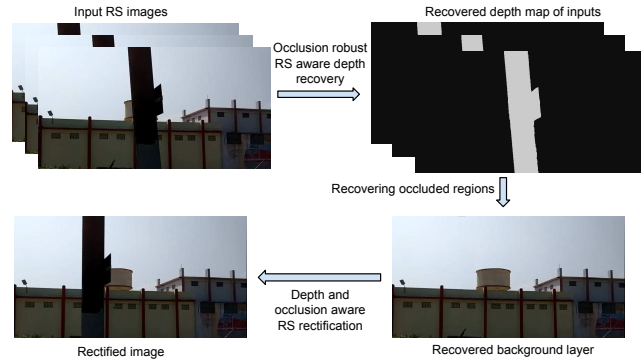 Input RS images
Recovered depth map of inputs
Occlusion robust
RS aware depth
recovery
Recovering occluded regions
Depth and
occlusion aware
RS rectification
Rectified image
Recovered background layer